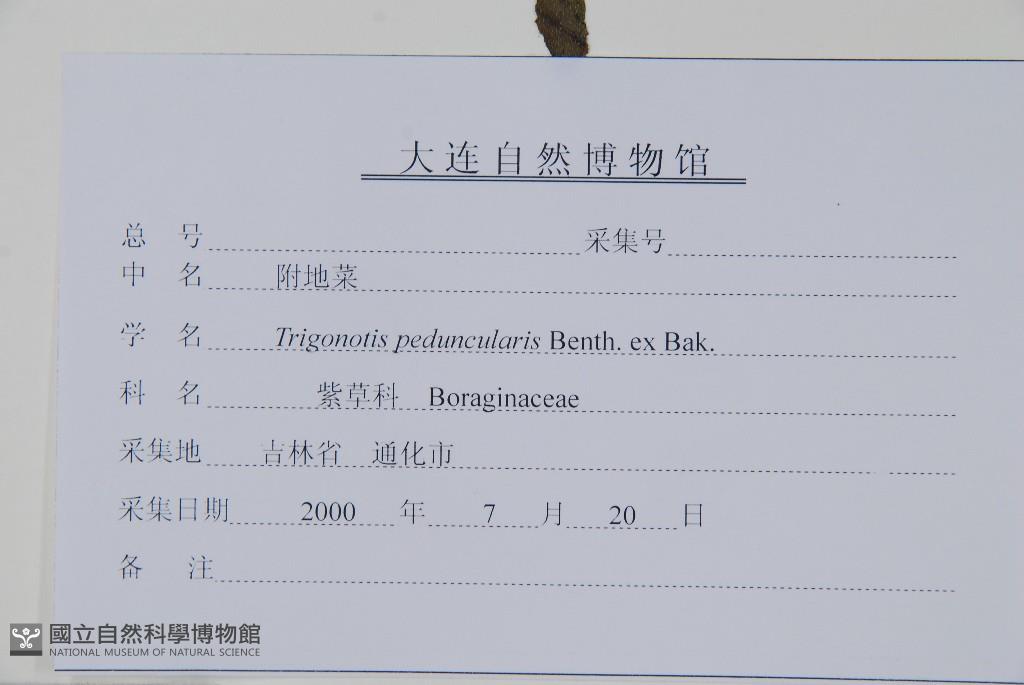 大连自然博物馆
总 号 采集号
中 名 附地菜
学 名 Trigonotis peduncularis Benth. ex Bak.
科 名 紫草科 Boraginaceae
采集地 吉林省 通化市
采集日期 2000 年 7 月 20 日
备 注
國立自然科學博物館
NATIONAL MUSEUM OF NATURAL SCIENCE